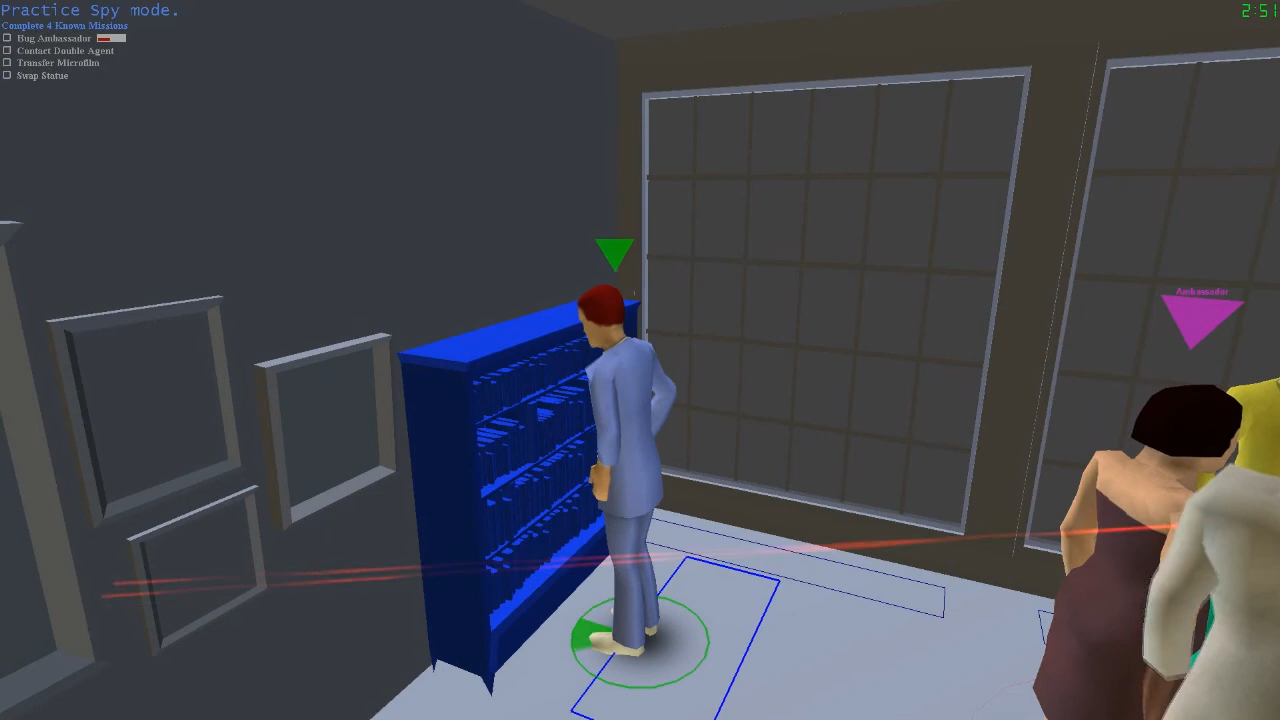 Practice Spy mode.
2:51
Complete 4 Known Missions
Bug Ambassador
Contact Double Agent
Transfer Microfilm
Swap Statue
Ambassador